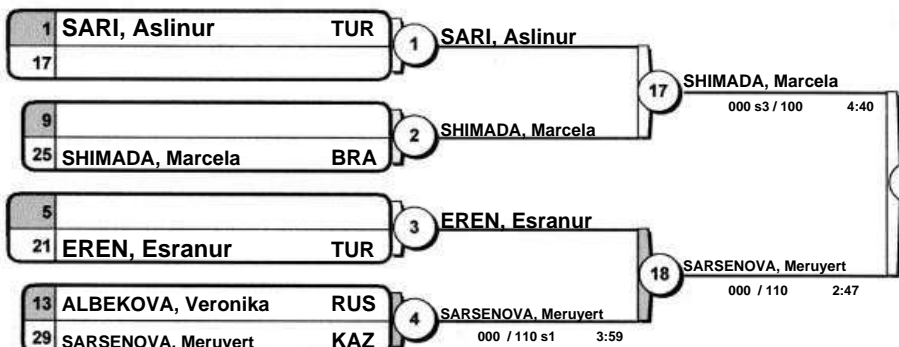 1 SARI, Aslinur TUR
17
1 SARI, Aslinur
9
25 SHIMADA, Marcela BRA
2 SHIMADA, Marcela
17 SHIMADA, Marcela
000 s3 / 100 4:40
5
21 EREN, Esranur TUR
3 EREN, Esranur
13 ALBEKOVA, Veronika RUS
29 SARSENOVA, Meruyert KAZ
4 SARSENOVA, Meruyert
000 / 110 s1 3:59
18 SARSENOVA, Meruyert
000 / 110 2:47